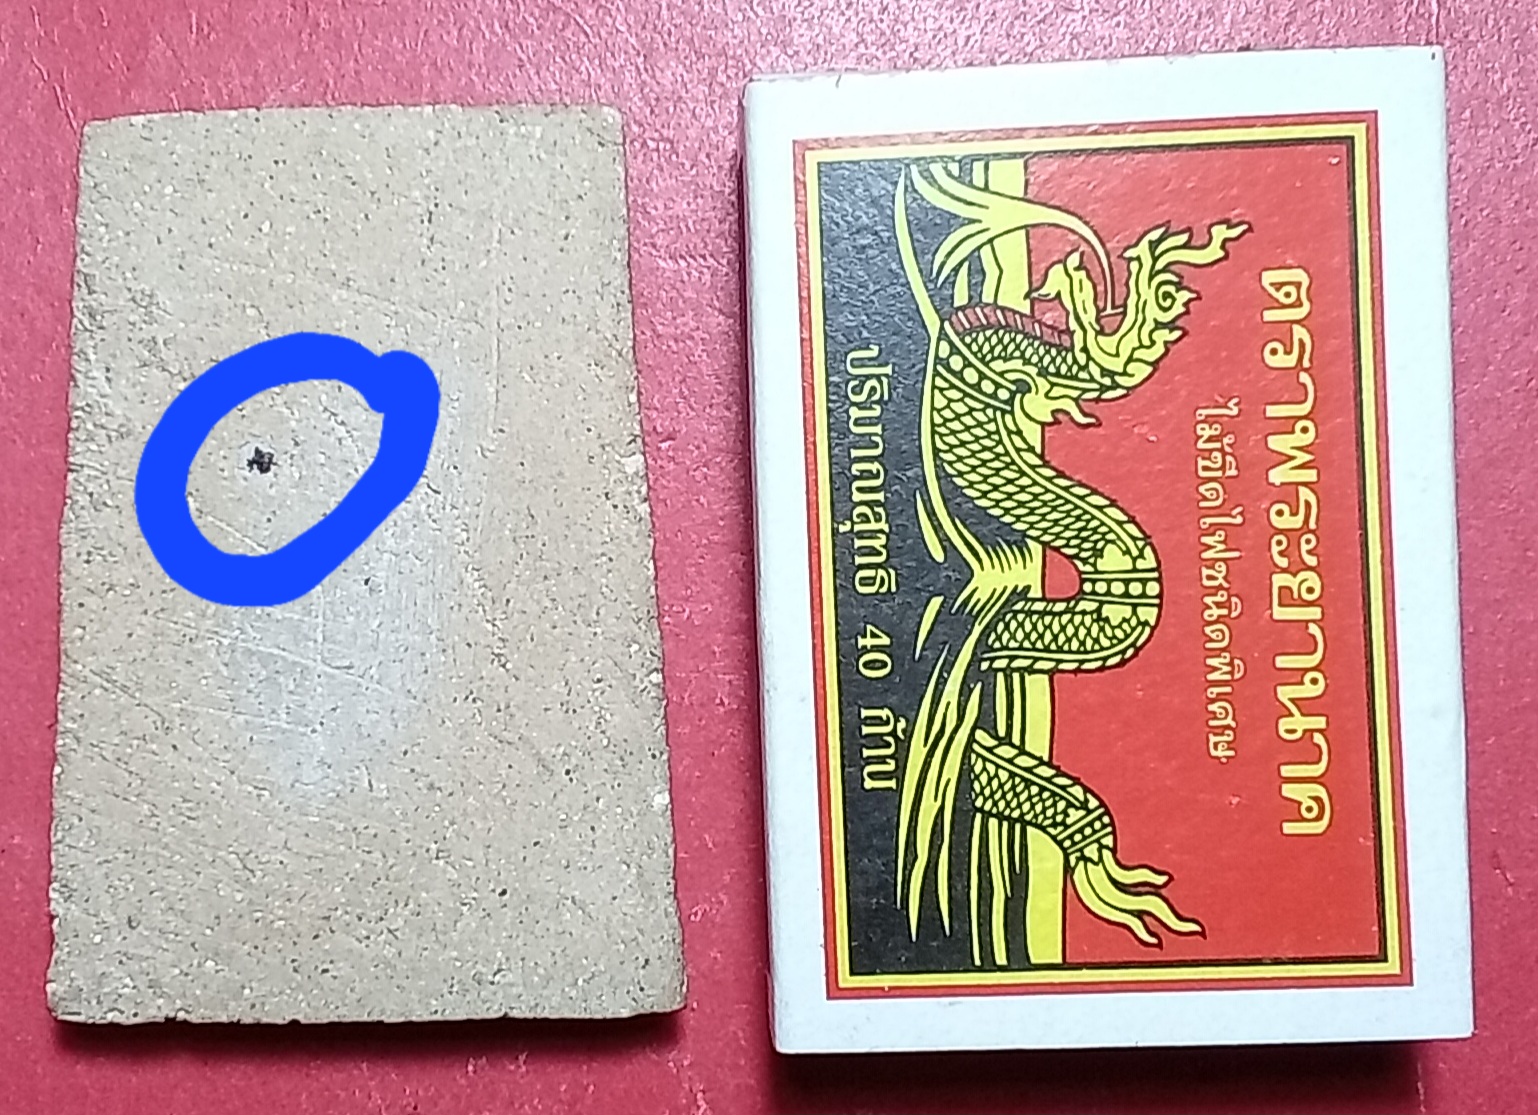 ตราพระยานาค
ไม้ขีดไฟชนิดพิเศษ
ปริมาณสุทธิ 40 ก้าน